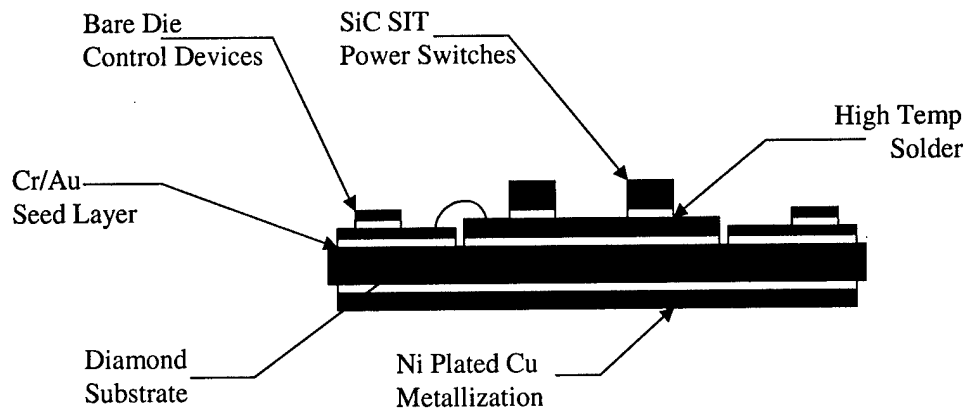 Bare Die
Control Devices
SiC SIT
Power Switches
High Temp
Solder
Cr/Au
Seed Layer
Diamond
Substrate
Ni Plated Cu
Metallization